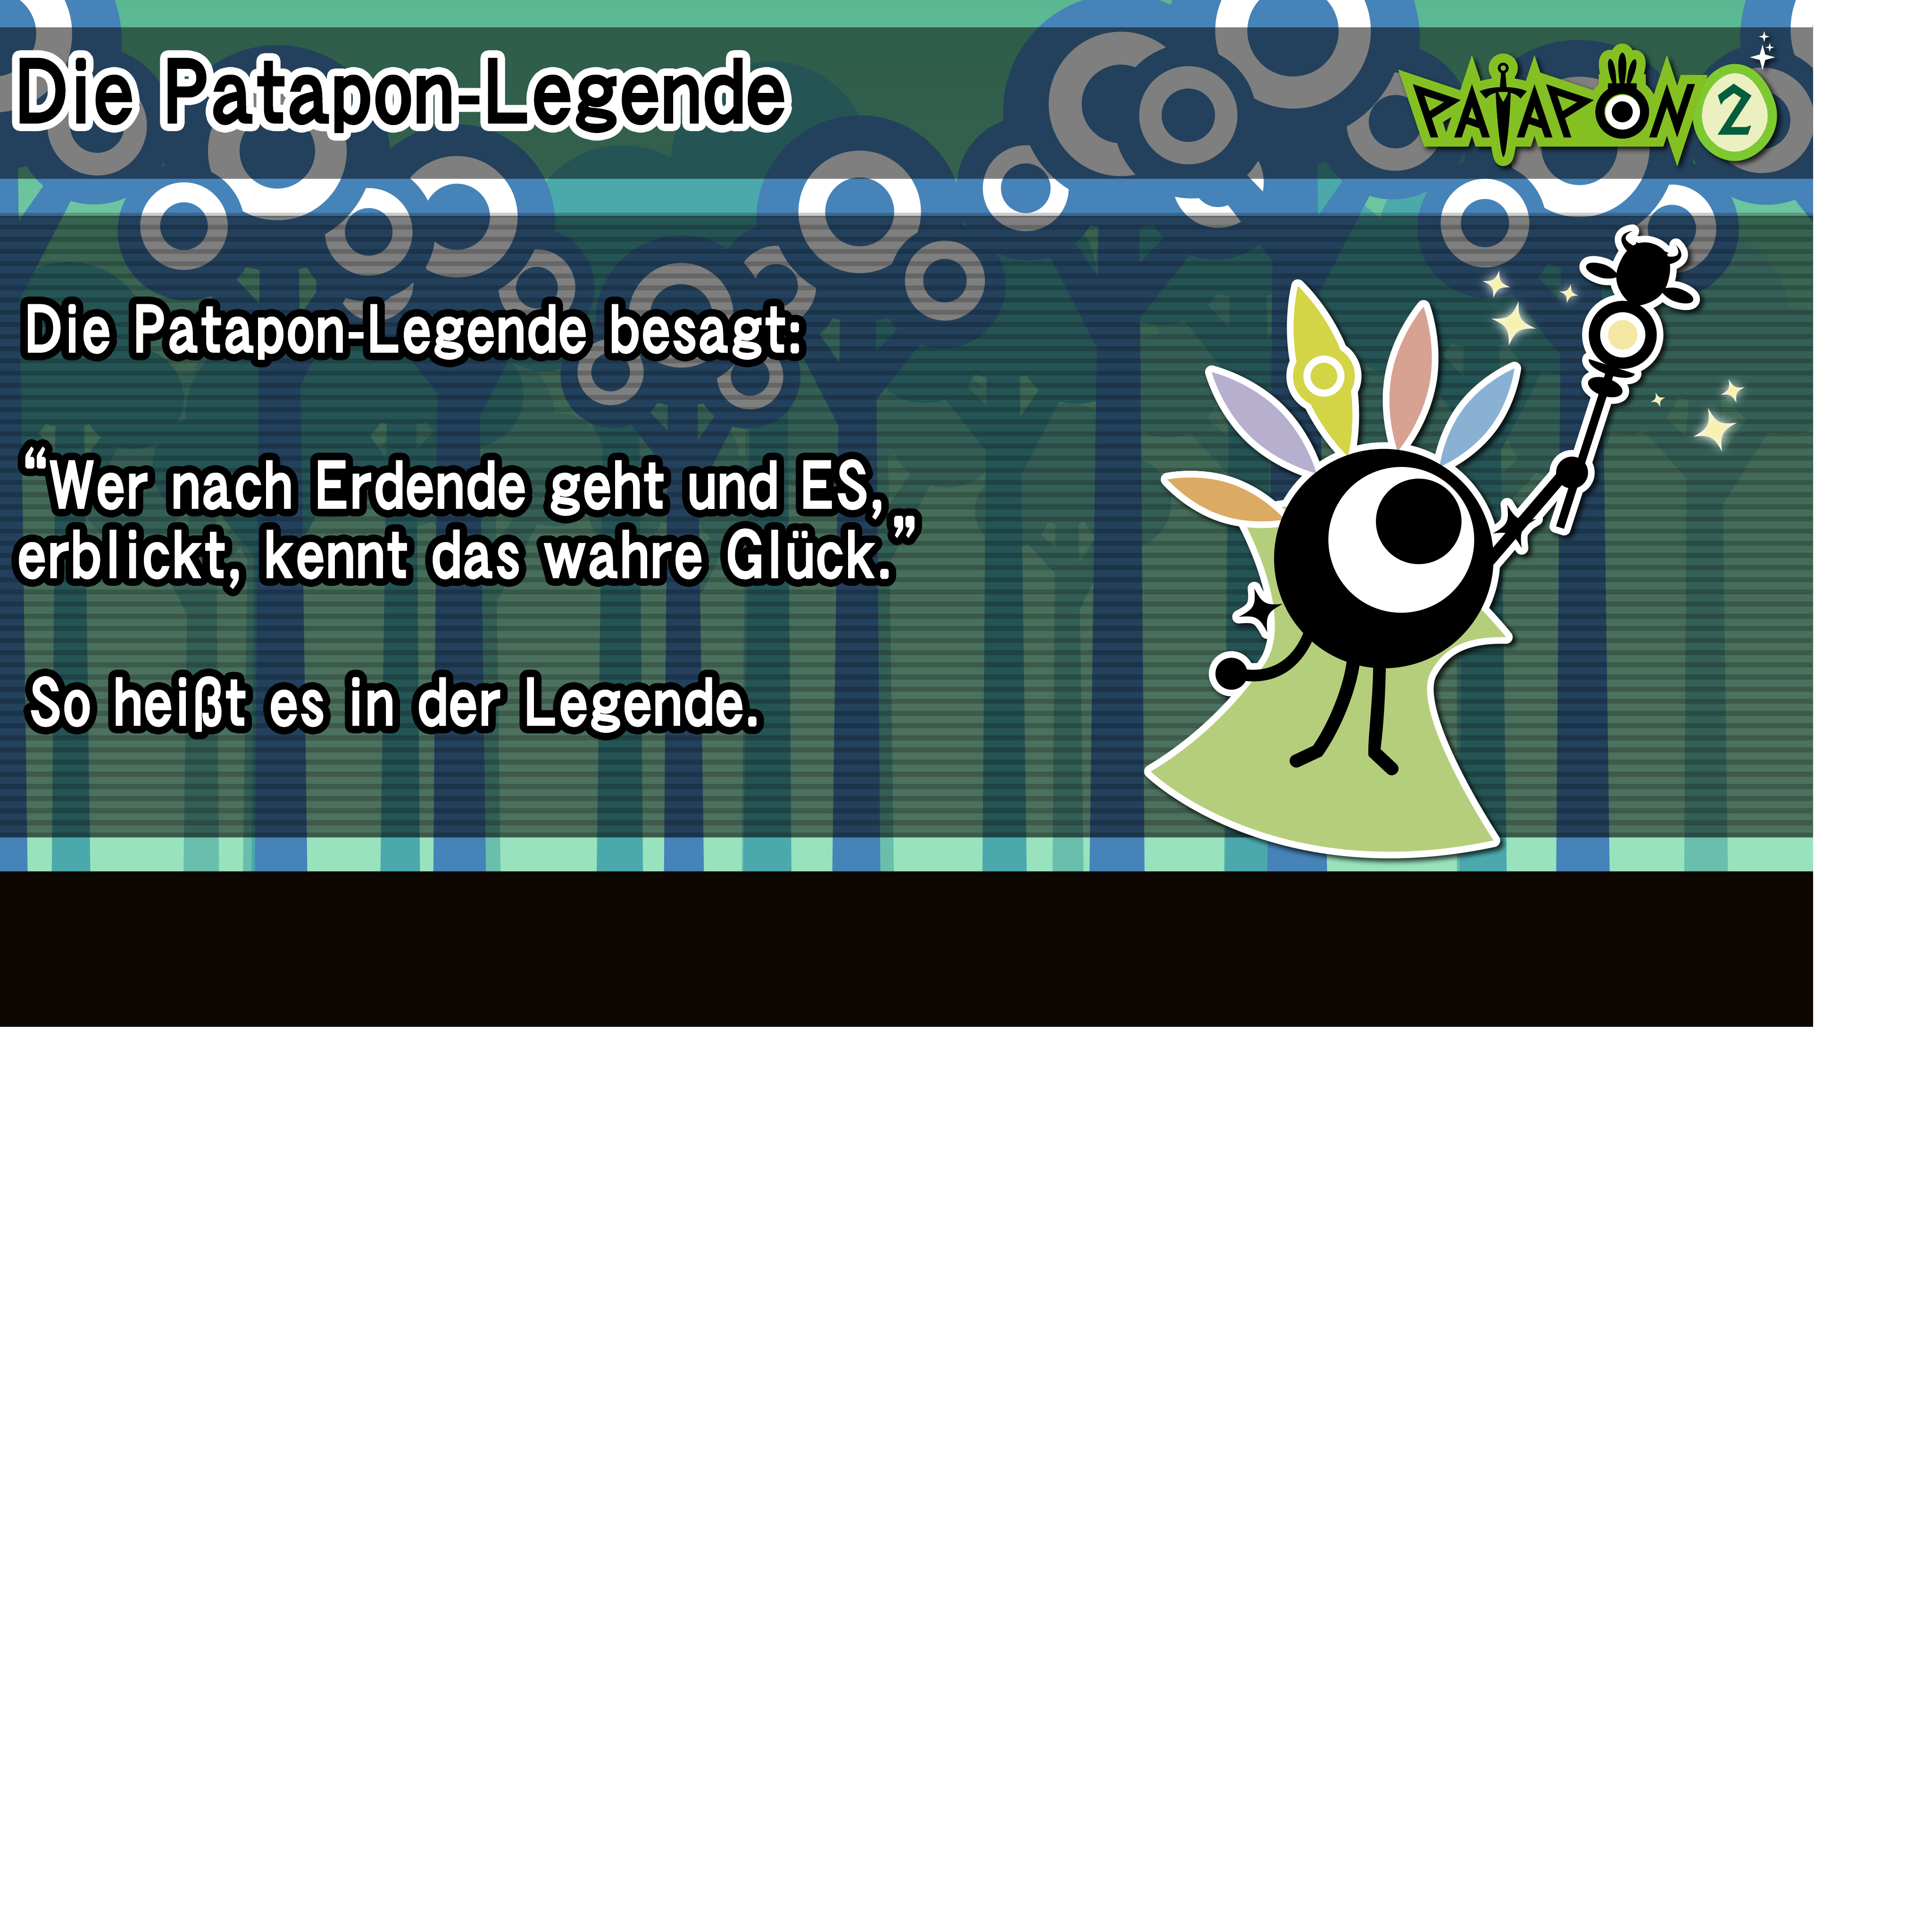 Die Patapon-Legende
PATAPON 2
Die Patapon-Legende besagt:
“Wer nach Erdende geht und ES,
erblickt, kennt das wahre Glück.”
So heißt es in der Legende.